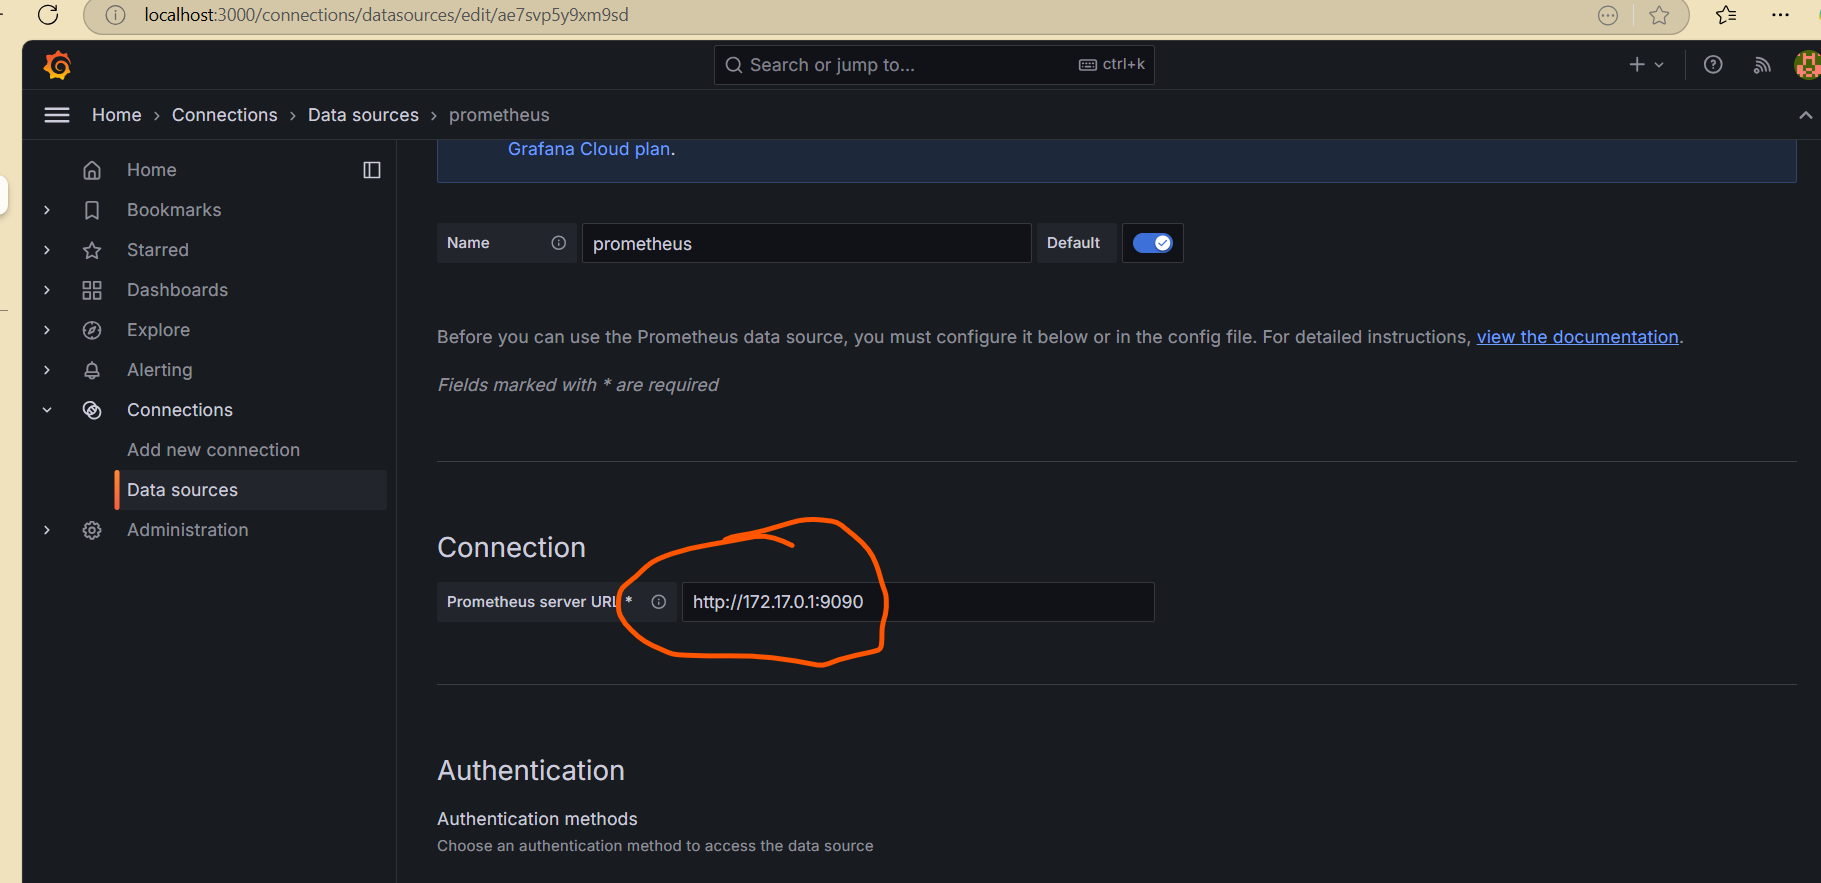 localhost:3000/connections/datasources/edit/ae7svp5y9xm9sd
Search or jump to...
ctrl+k
Home › Connections › Data sources › prometheus
Home
Bookmarks
Starred
Dashboards
Explore
Alerting
Connections
Add new connection
Data sources
Administration
Grafana Cloud plan.
Name
prometheus
Default
Before you can use the Prometheus data source, you must configure it below or in the config file. For detailed instructions, view the documentation.
Fields marked with * are required
Connection
Prometheus server URL *
http://172.17.0.1:9090
Authentication
Authentication methods
Choose an authentication method to access the data source